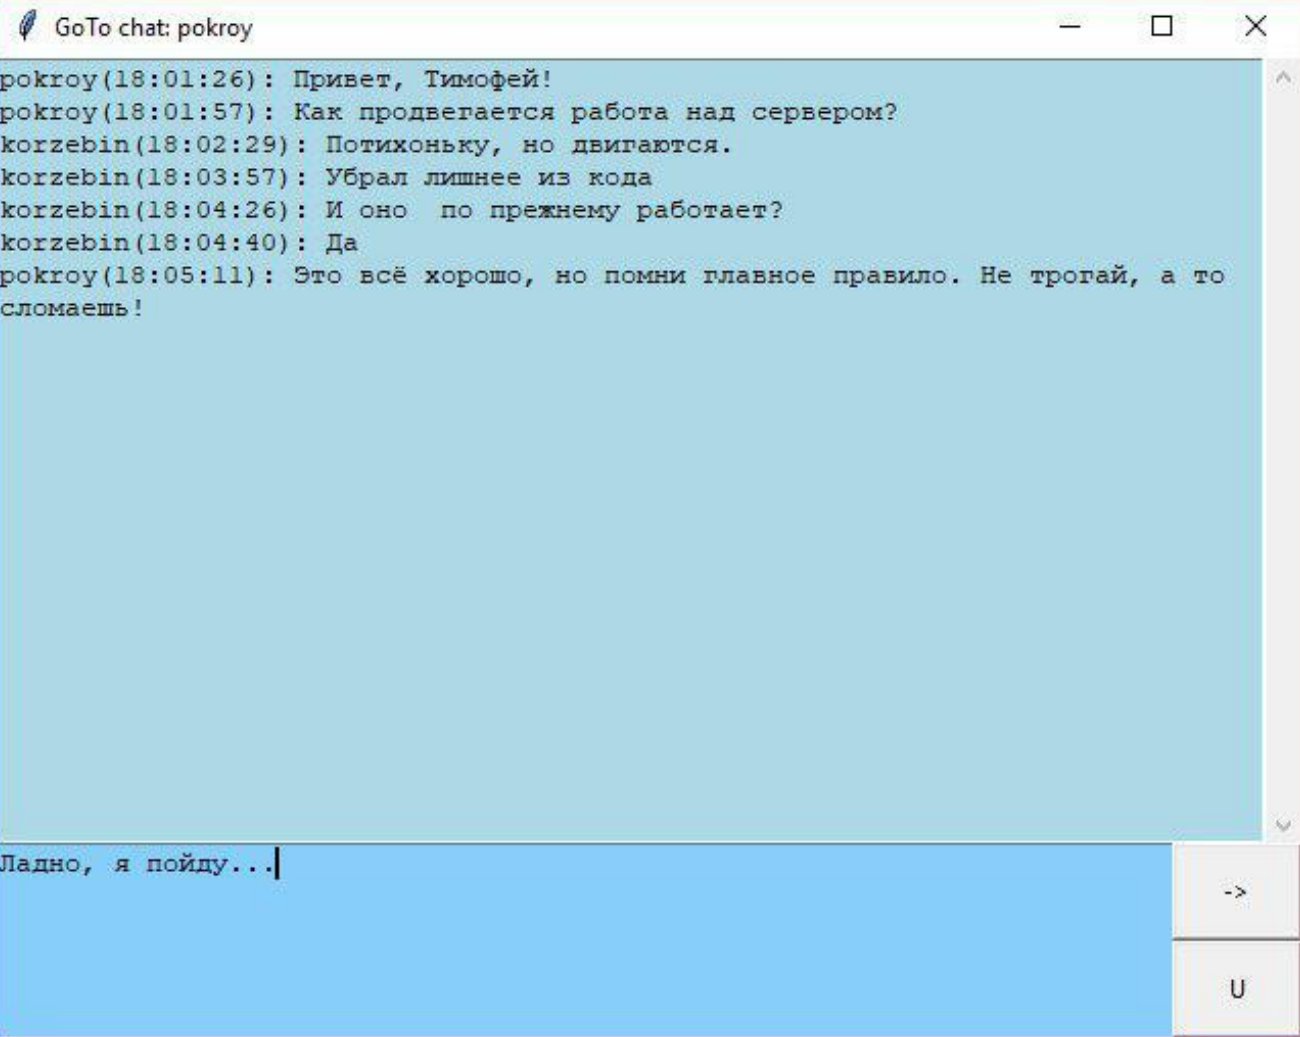 GoTo chat: pokroy
pokroy(18:01:26): Привет, Тимофей!
pokroy(18:01:57): Как продвегается работа над сервером?
korzebin(18:02:29): Потихоньку, но двигаются.
korzebin(18:03:57): Убрал лишнее из кода
korzebin(18:04:26): И оно  по прежнему работает?
korzebin(18:04:40): Да
pokroy(18:05:11): Это всё хорошо, но помни главное правило. Не трогай, а то
сломаешь!
Ладно, я пойду...
->
U